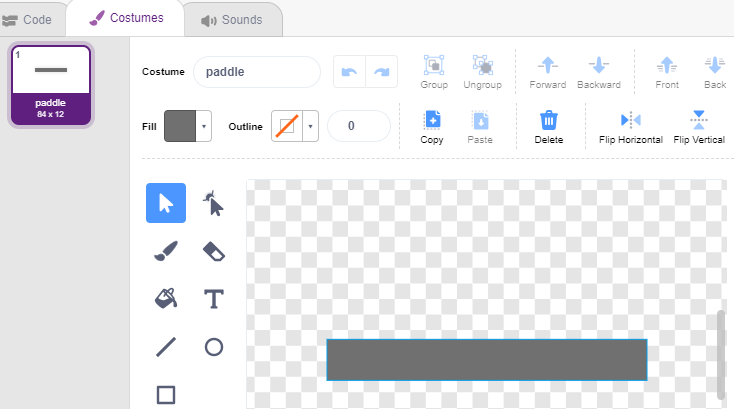 Code Costumes Sounds
1
paddle
84 x 12
Costume paddle
Group Ungroup Forward Backward Front Back
Fill Outline 0
Copy Paste Delete Flip Horizontal Flip Vertical
T